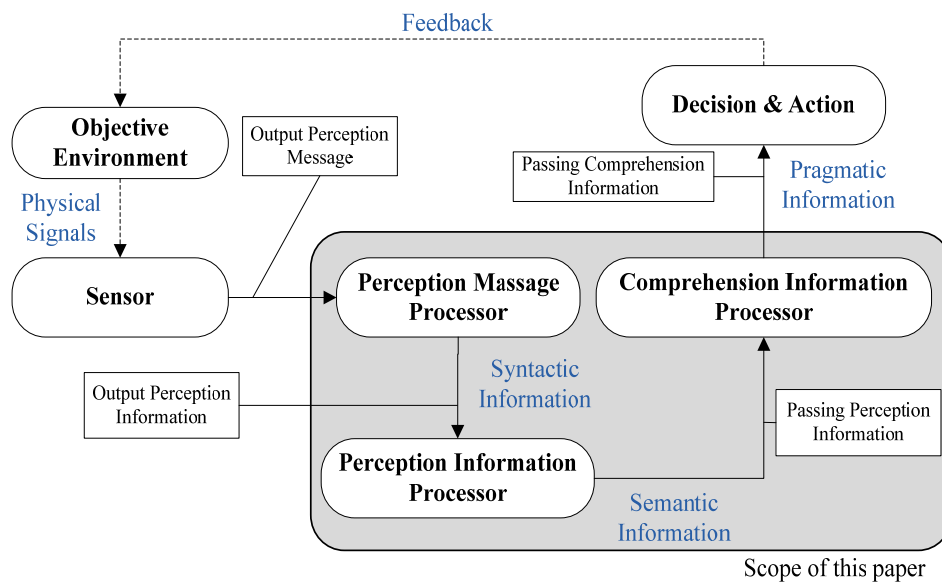 Feedback
Objective
Environment
Output Perception
Message
Decision & Action
Passing Comprehension
Information
Pragmatic
Information
Physical
Signals
Sensor
Perception Massage
Processor
Comprehension Information
Processor
Output Perception
Information
Syntactic
Information
Passing Perception
Information
Perception Information
Processor
Semantic
Information
Scope of this paper